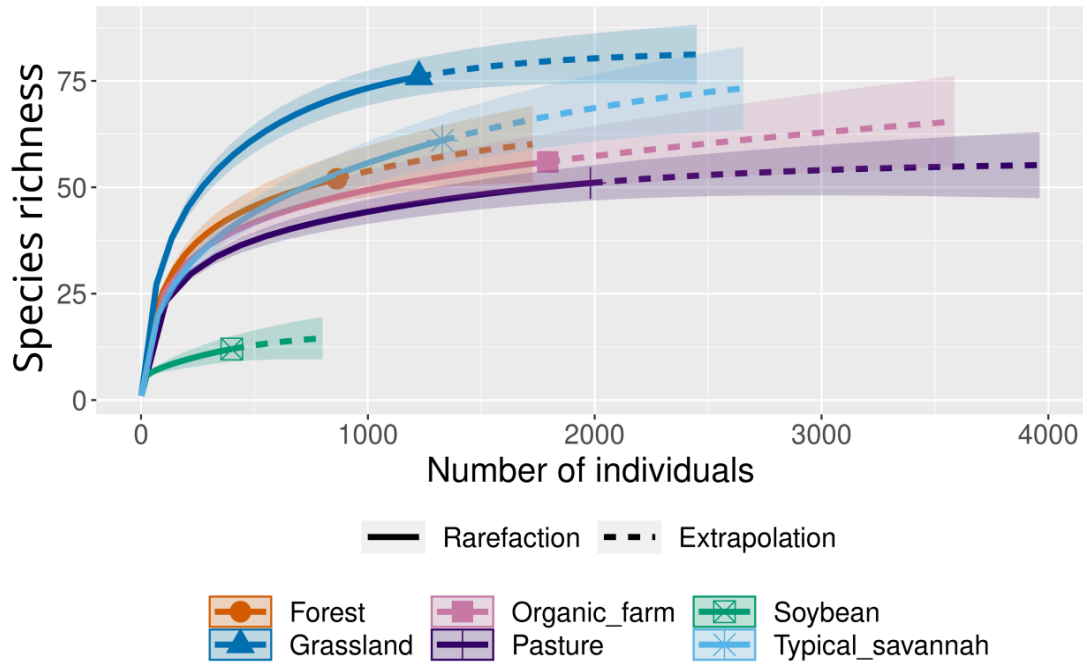 Species richness
75
50
25
0
0 1000 2000 3000 4000
Number of individuals
Rarefaction Extrapolation
Forest Organic_farm Soybean
Grassland Pasture Typical_savannah